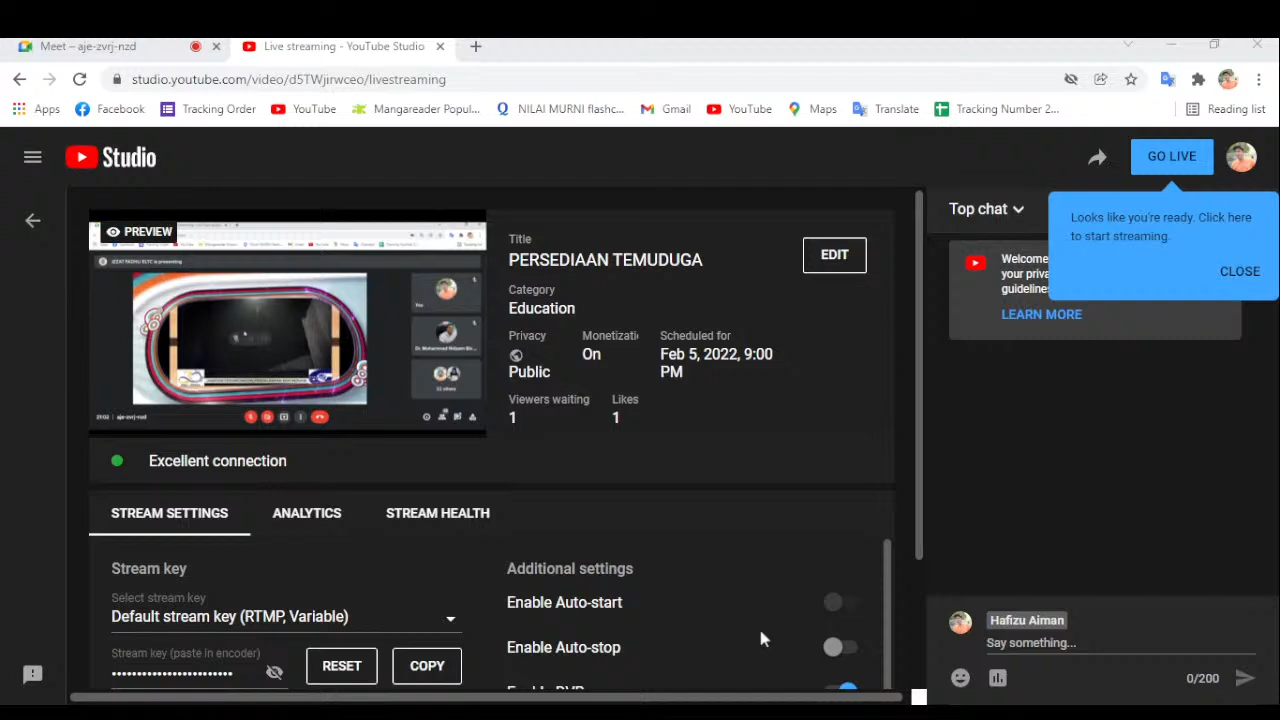 Meet – aje-zvrj-nzd
Live streaming - YouTube Studio
studio.youtube.com/video/d5TWjirwceo/livestreaming
Apps
Facebook
Tracking Order
YouTube
Mangareader Popul...
NILAI MURNI flashc...
Gmail
YouTube
Maps
Translate
Tracking Number 2...
Reading list
Studio
GO LIVE
Looks like you're ready. Click here
to start streaming.
CLOSE
PREVIEW
Title
PERSEDIAAN TEMUDUGA
EDIT
Category
Education
Privacy
Public
Monetizati
On
Scheduled for
Feb 5, 2022, 9:00
PM
Viewers waiting
1
Likes
1
Excellent connection
STREAM SETTINGS
ANALYTICS
STREAM HEALTH
Stream key
Select stream key
Default stream key (RTMP, Variable)
Stream key (paste in encoder)
••••••••••••••••••••••••
RESET
COPY
Additional settings
Enable Auto-start
Enable Auto-stop
Top chat
Welcome
your priva
guidelines
LEARN MORE
Hafizu Aiman
Say something...
0/200